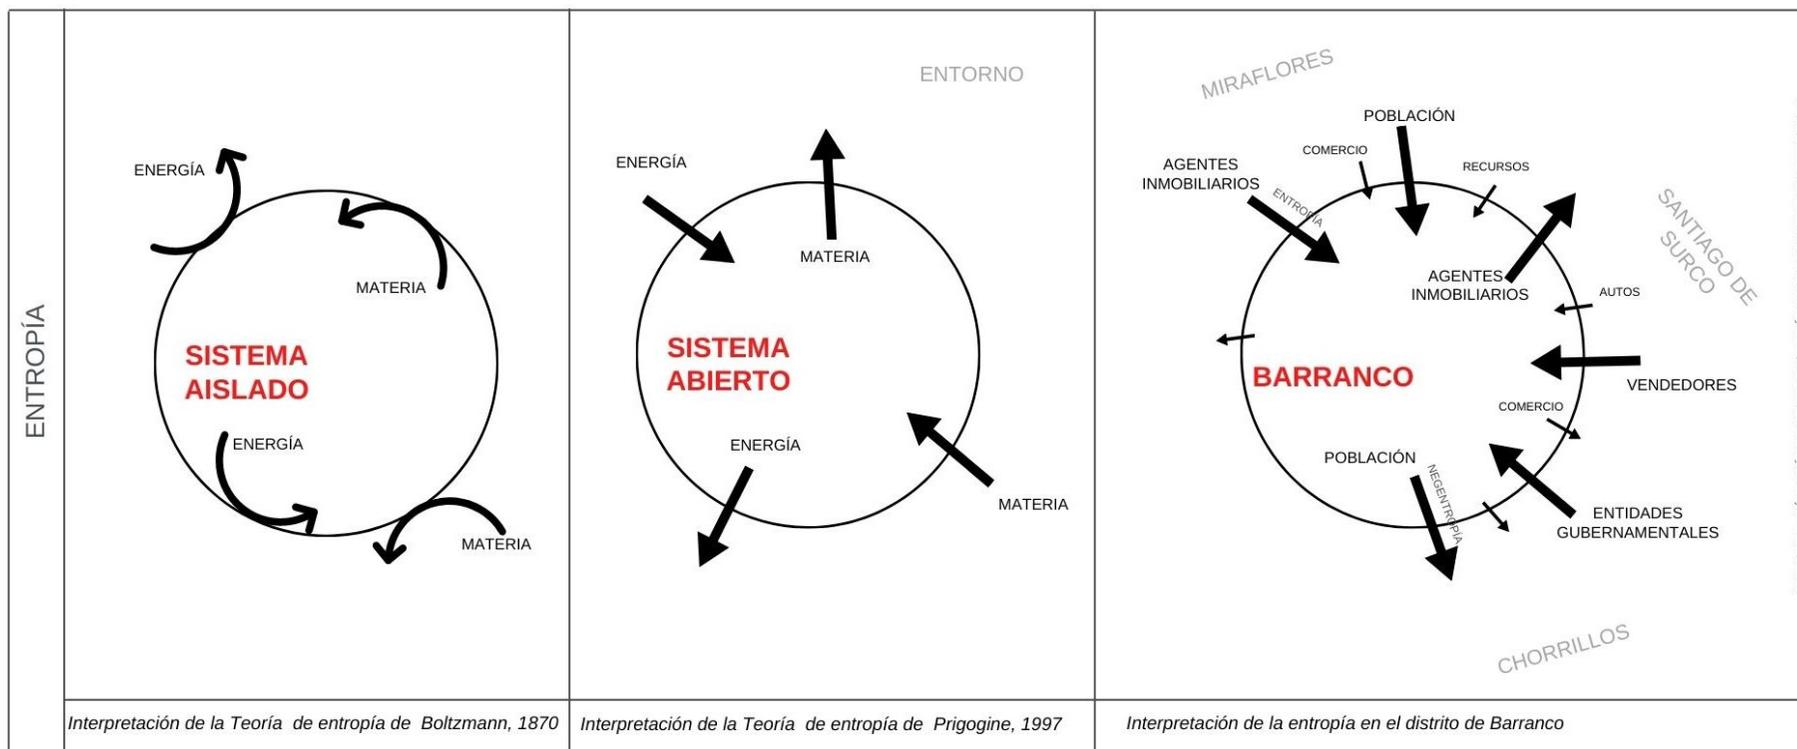 ENTROPÍA
ENERGÍA
MATERIA
SISTEMA
AISLADO
ENERGÍA
MATERIA
Interpretación de la Teoría de entropía de Boltzmann, 1870
ENTORNO
ENERGÍA
MATERIA
SISTEMA
ABIERTO
ENERGÍA
MATERIA
Interpretación de la Teoría de entropía de Prigogine, 1997
MIRAFLORES
POBLACIÓN
COMERCIO
AGENTES
INMOBILIARIOS
RECURSOS
ENTROPÍA
SANTIAGO DE
SURCO
AGENTES
INMOBILIARIOS
AUTOS
BARRANCO
VENDEDORES
COMERCIO
POBLACIÓN
NEGENTROPÍA
ENTIDADES
GUBERNAMENTALES
CHORRILLOS
Interpretación de la entropía en el distrito de Barranco